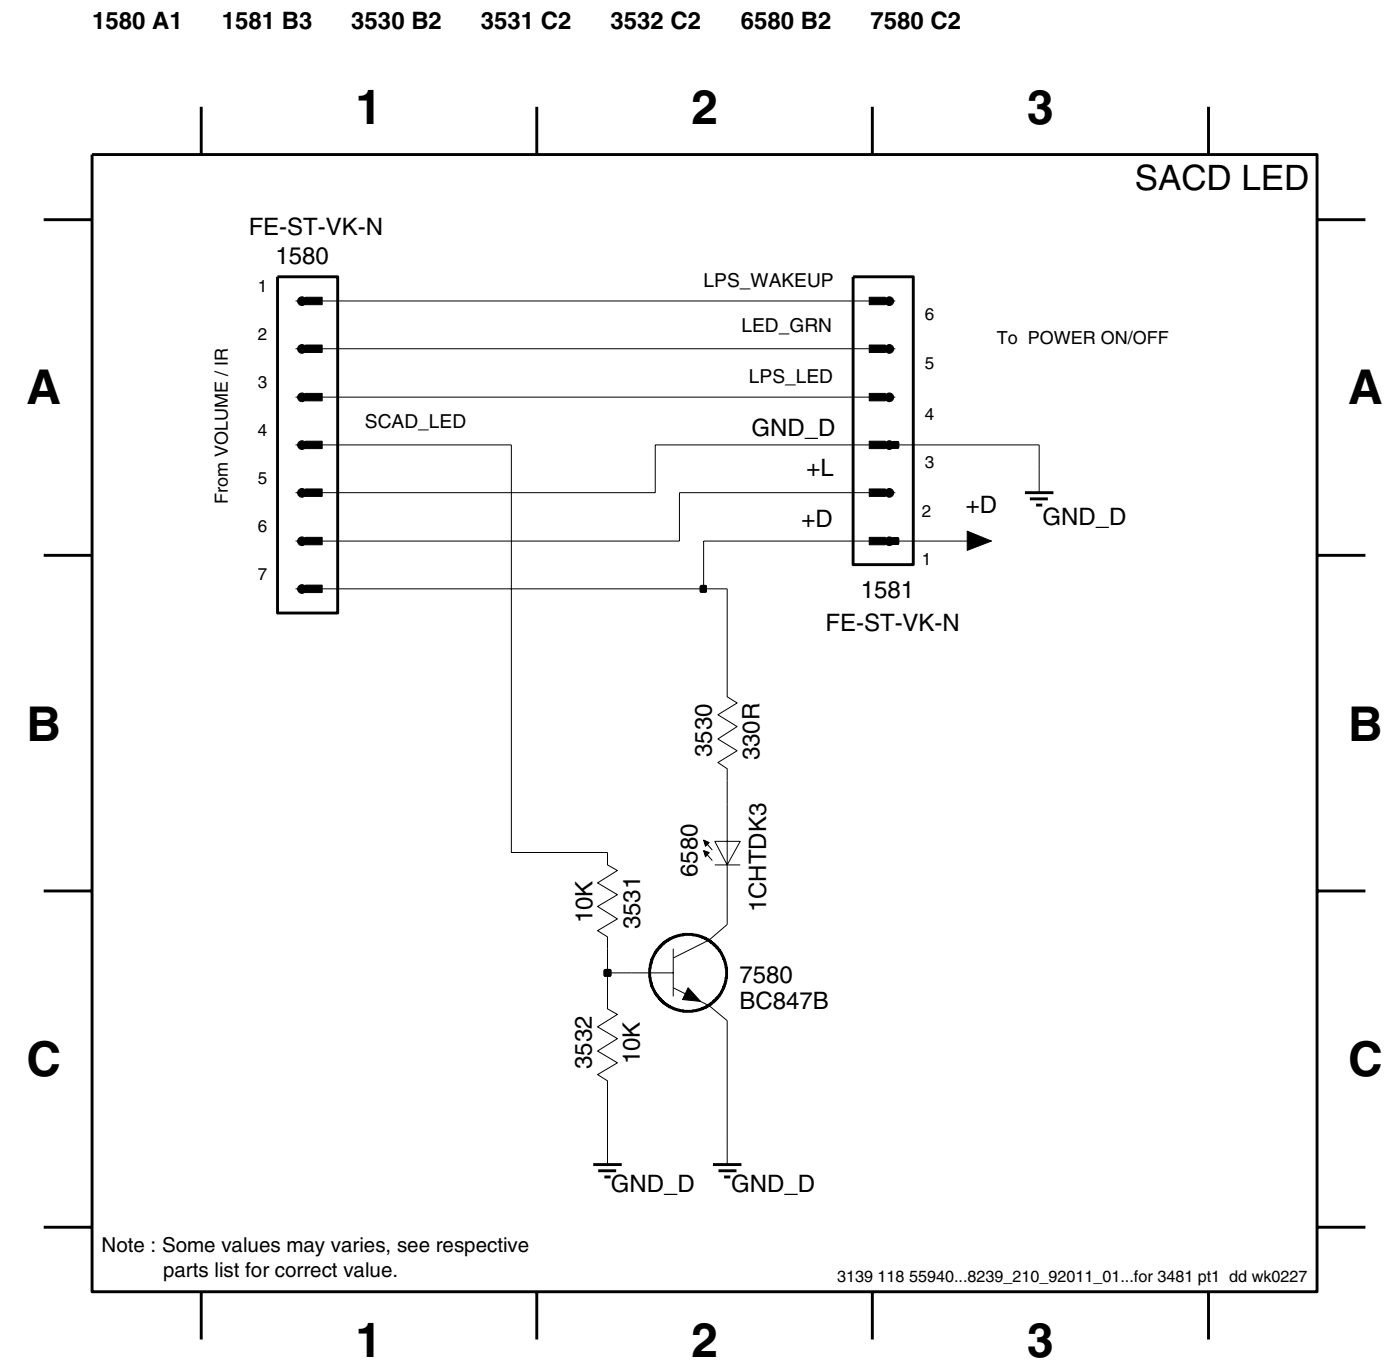 1580 A1 1581 B3 3530 B2 3531 C2 3532 C2 6580 B2 7580 C2
1 2 3
SACD LED
FE-ST-VK-N
1580
From VOLUME / IR
1
2
3
4
5
6
7
LPS_WAKEUP
LED_GRN
LPS_LED
SCAD_LED
GND_D
+L
+D
6
5
4
3
2
1
To POWER ON/OFF
+D
GND_D
1581
FE-ST-VK-N
A A
B B
3530
330R
6580
1CHTDK3
10K
3531
7580
BC847B
3532
10K
C C
GND_D GND_D
Note : Some values may varies, see respective
parts list for correct value.
3139 118 55940...8239_210_92011_01...for 3481 pt1 dd wk0227
1 2 3